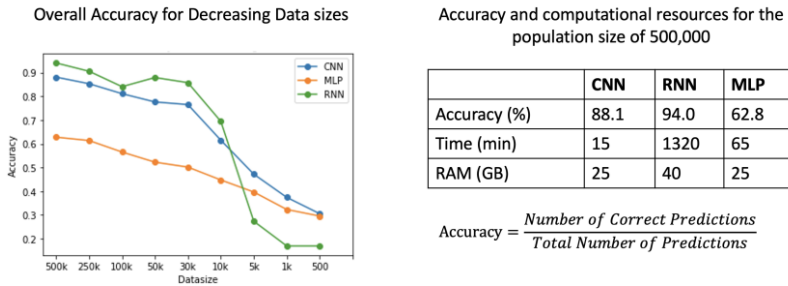 Overall Accuracy for Decreasing Data sizes
CNN
MLP
RNN
0.9
0.8
0.7
0.6
0.5
0.4
0.3
0.2
Accuracy
500k 250k 100k 50k 30k 10k 5k 1k 500
Datasize
Accuracy and computational resources for the
population size of 500,000
CNN RNN MLP
Accuracy (%) 88.1 94.0 62.8
Time (min) 15 1320 65
RAM (GB) 25 40 25
Accuracy = Number of Correct Predictions
Total Number of Predictions